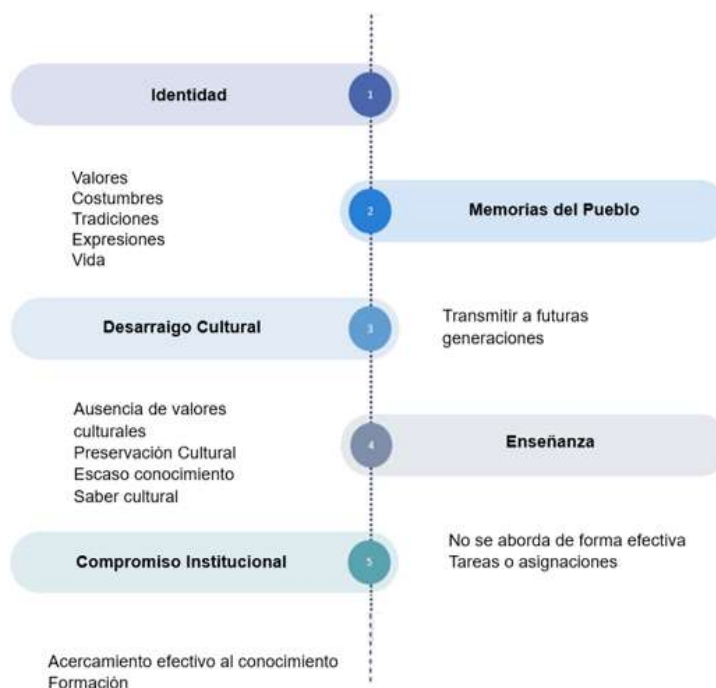 Identidad
1
Valores
Costumbres
Tradiciones
Expresiones
Vida
2
Memorias del Pueblo
Transmitir a futuras
generaciones
Desarraigo Cultural
3
Ausencia de valores
culturales
Preservación Cultural
Escaso conocimiento
Saber cultural
4
Enseñanza
No se aborda de forma efectiva
Tareas o asignaciones
Compromiso Institucional
5
Acercamiento efectivo al conocimiento
Formación